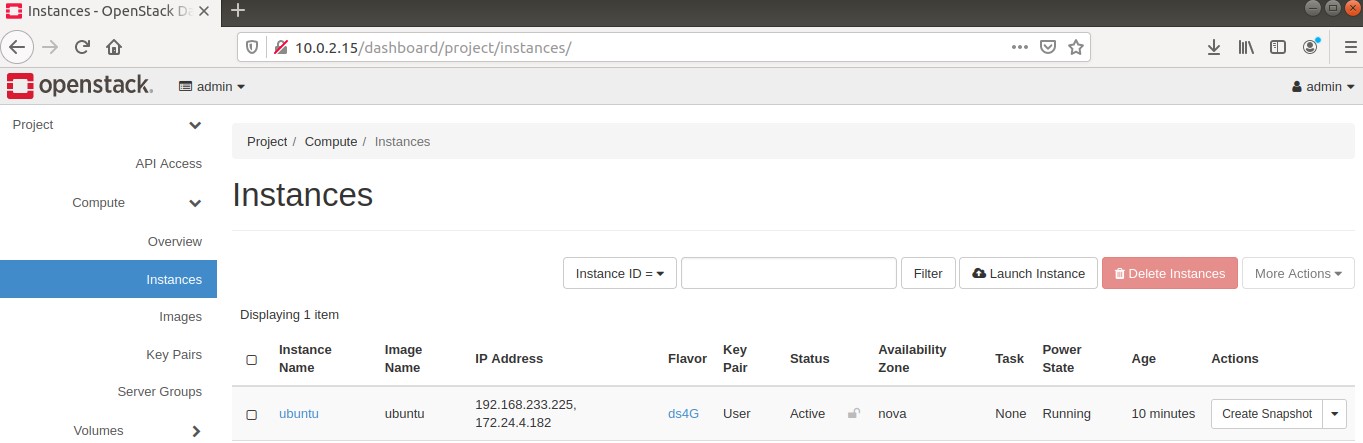 Instances - OpenStack Da
10.0.2.15/dashboard/project/instances/
openstack.
admin
admin
Project
API Access
Compute
Overview
Instances
Images
Key Pairs
Server Groups
Volumes
Project / Compute / Instances
Instances
Instance ID = Filter Launch Instance Delete Instances More Actions
Displaying 1 item
Instance Name Image Name IP Address Flavor Key Pair Status Availability Zone Task Power State Age Actions
ubuntu ubuntu 192.168.233.225, 172.24.4.182 ds4G User Active nova None Running 10 minutes Create Snapshot